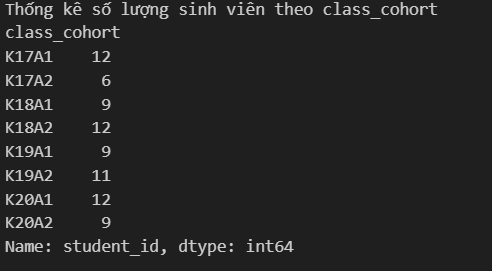 Thống kê số lượng sinh viên theo class_cohort
class_cohort
K17A1    12
K17A2     6
K18A1     9
K18A2    12
K19A1     9
K19A2    11
K20A1    12
K20A2     9
Name: student_id, dtype: int64